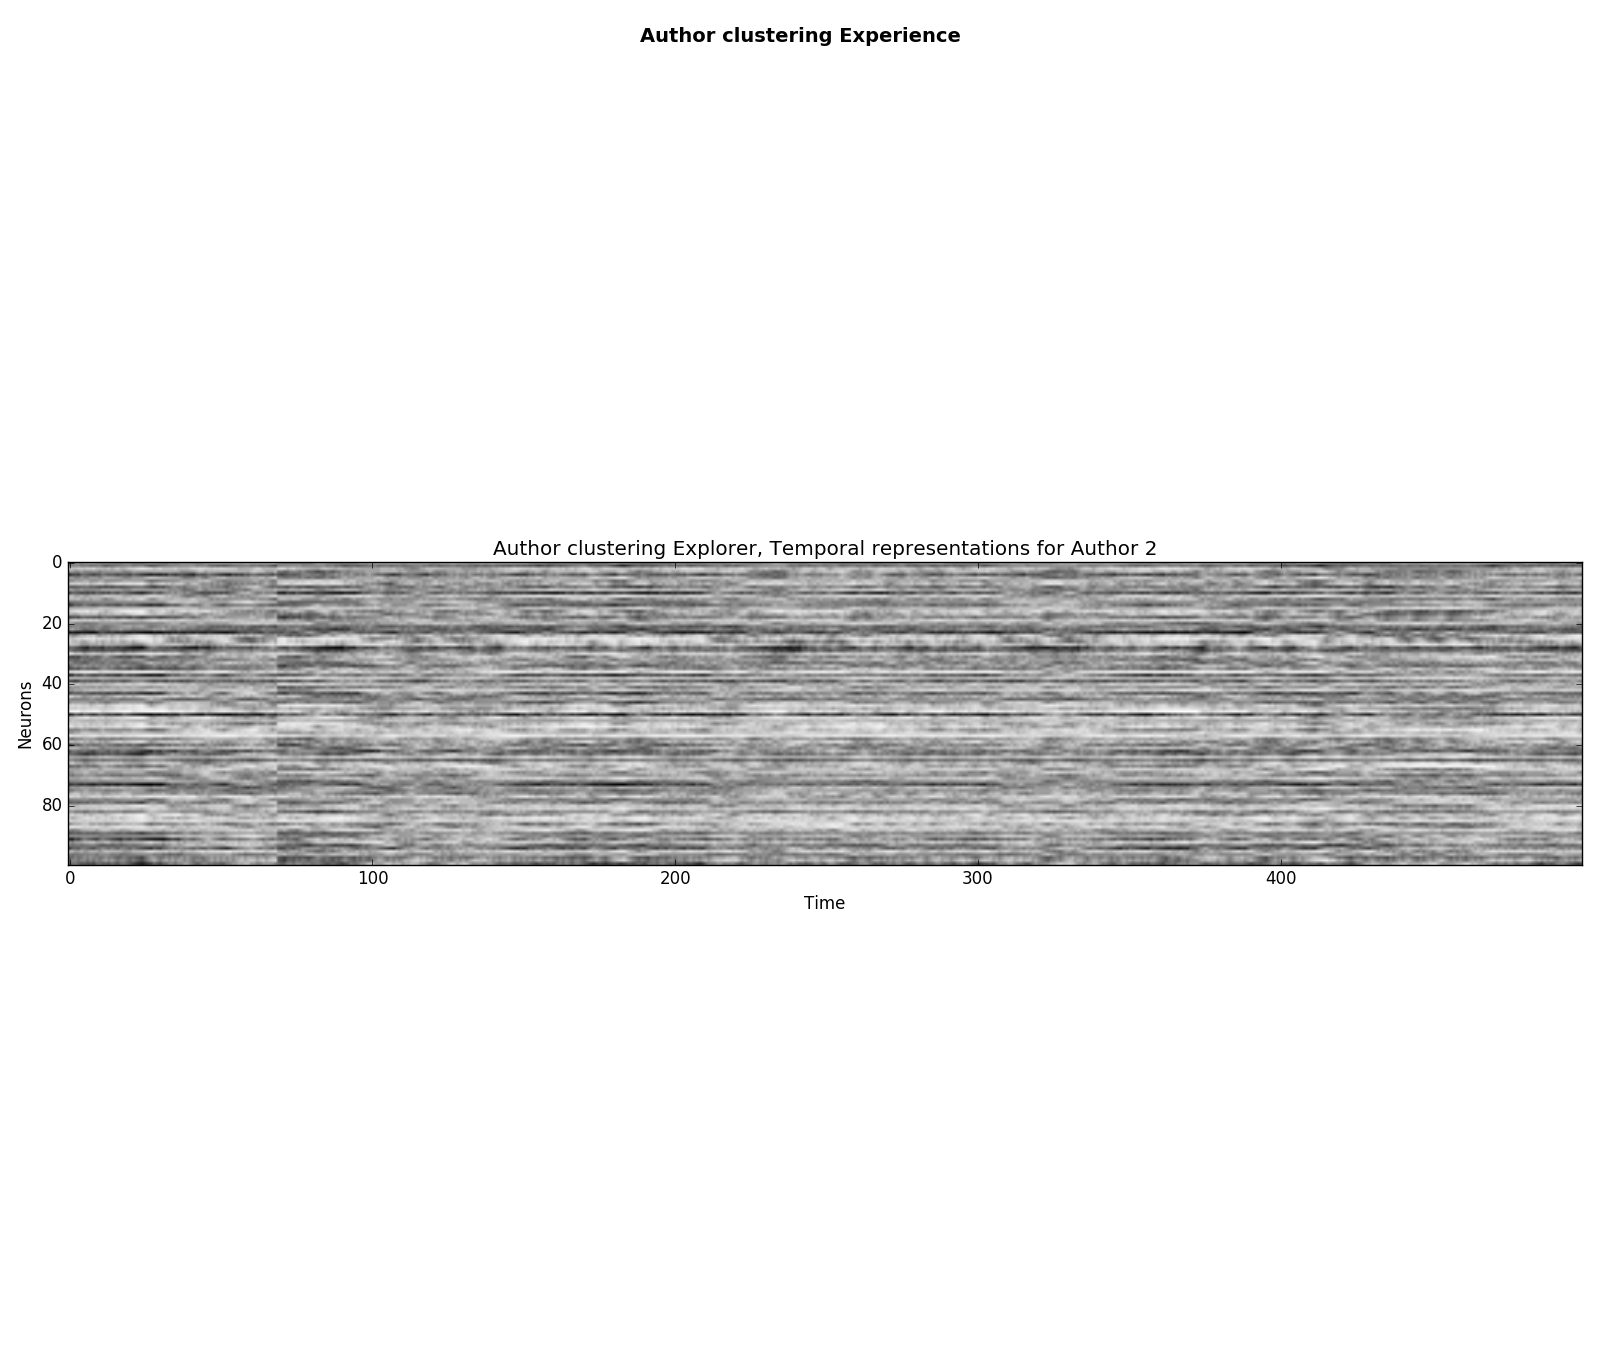 Author clustering Experience
Author clustering Explorer, Temporal representations for Author 2
0
20
40
60
80
Neurons
0 100 200 300 400
Time